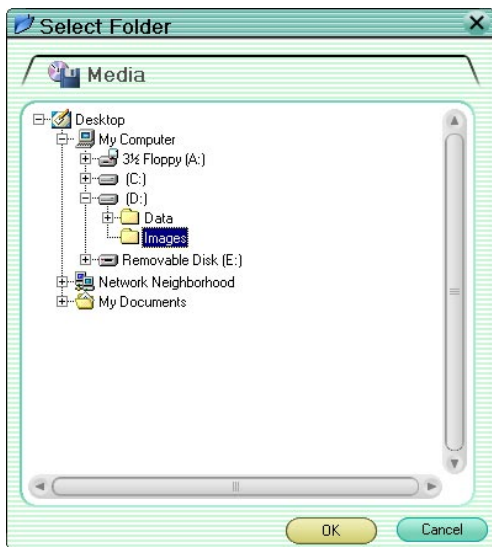 Select Folder
Media
Desktop
My Computer
3½ Floppy (A:)
(C:)
(D:)
Data
Images
Removable Disk (E:)
Network Neighborhood
My Documents
OK
Cancel